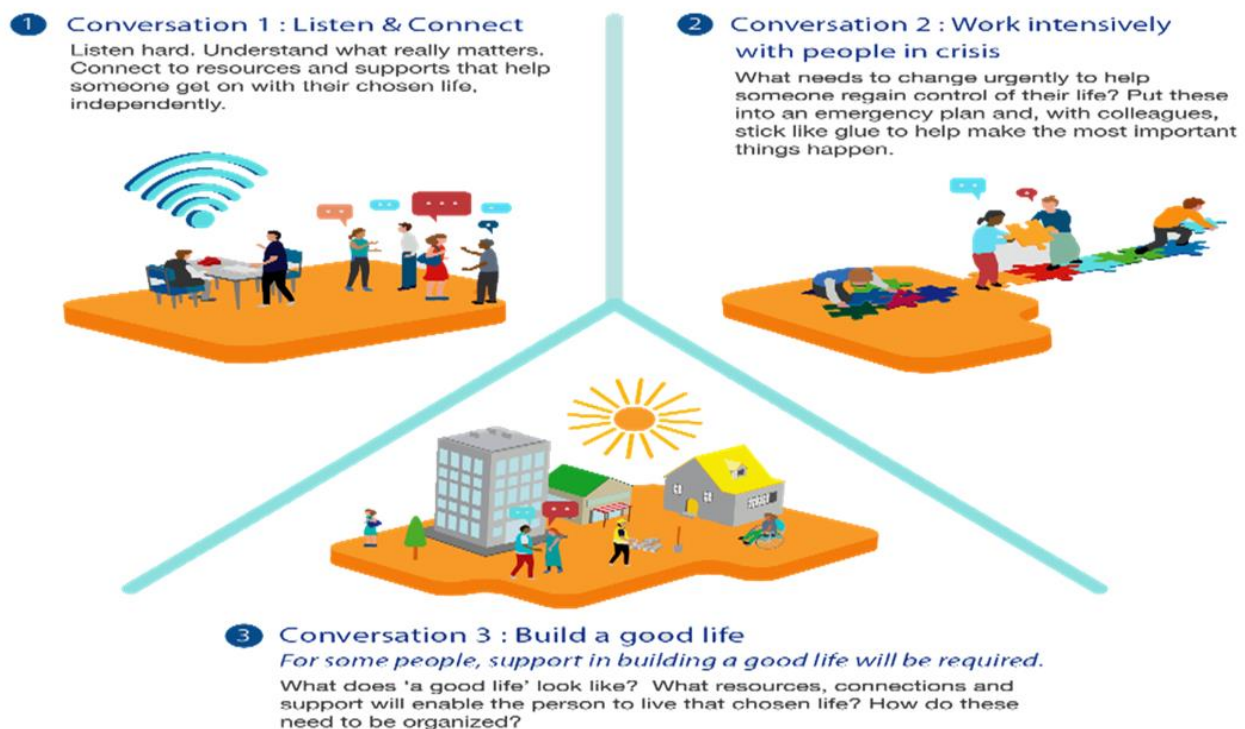 1 Conversation 1 : Listen & Connect
Listen hard. Understand what really matters.
Connect to resources and supports that help
someone get on with their chosen life,
independently.
2 Conversation 2 : Work intensively
with people in crisis
What needs to change urgently to help
someone regain control of their life? Put these
into an emergency plan and, with colleagues,
stick like glue to help make the most important
things happen.
3 Conversation 3 : Build a good life
For some people, support in building a good life will be required.
What does 'a good life' look like? What resources, connections and
support will enable the person to live that chosen life? How do these
need to be organized?